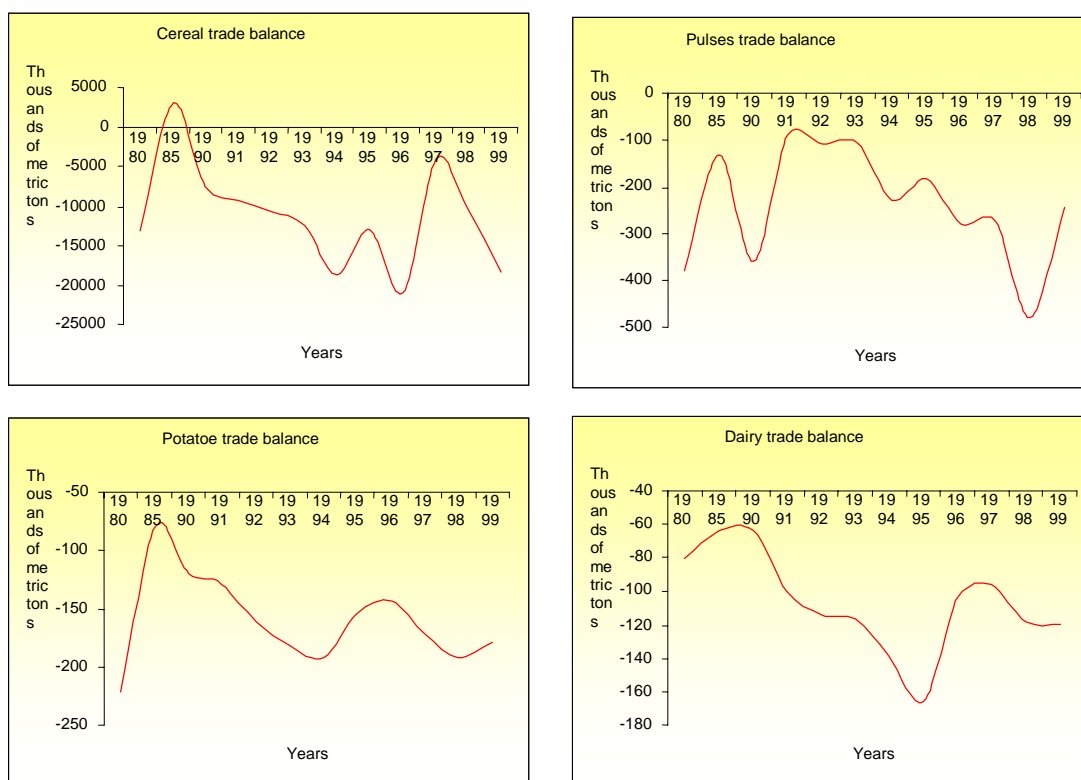 Cereal trade balance
Th
ous
an
ds
of
me
tric
ton
s
5000
0
-5000
-10000
-15000
-20000
-25000
19 19 19 19 19 19 19 19 19 19 19 19
80 85 90 91 92 93 94 95 96 97 98 99
Years
Pulses trade balance
Th
ous
an
ds
of
me
tric
ton
s
0
-100
-200
-300
-400
-500
19 19 19 19 19 19 19 19 19 19 19 19
80 85 90 91 92 93 94 95 96 97 98 99
Years
Potatoe trade balance
Th
ous
an
ds
of
me
tric
ton
s
-50
-100
-150
-200
-250
19 19 19 19 19 19 19 19 19 19 19 19
80 85 90 91 92 93 94 95 96 97 98 99
Years
Dairy trade balance
Th
ous
an
ds
of
me
tric
ton
s
-40
-60
-80
-100
-120
-140
-160
-180
19 19 19 19 19 19 19 19 19 19 19 19
80 85 90 91 92 93 94 95 96 97 98 99
Years